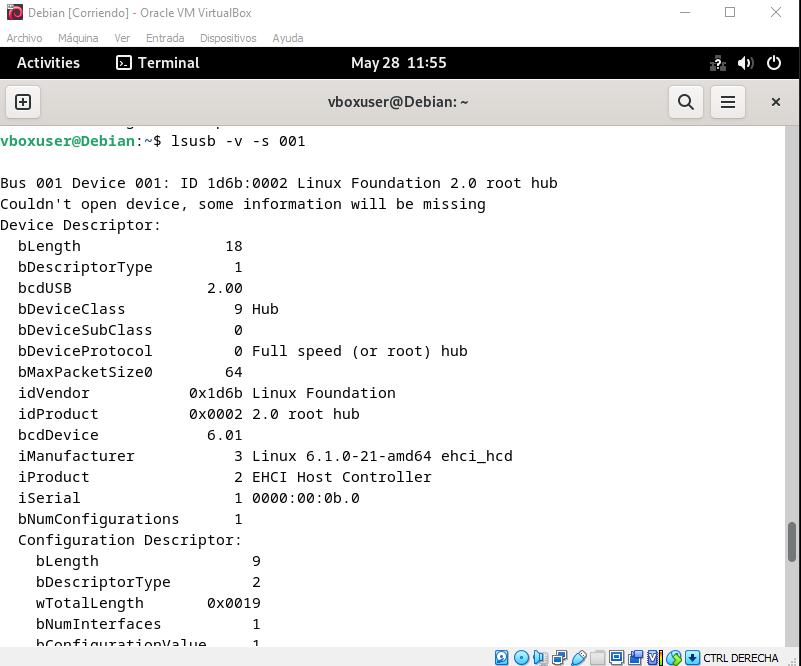 Debian [Corriendo] - Oracle VM VirtualBox
Archivo Máquina Ver Entrada Dispositivos Ayuda
Activities Terminal May 28 11:55
vboxuser@Debian: ~
vboxuser@Debian:~$ lsusb -v -s 001
Bus 001 Device 001: ID 1d6b:0002 Linux Foundation 2.0 root hub
Couldn't open device, some information will be missing
Device Descriptor:
bLength 18
bDescriptorType 1
bcdUSB 2.00
bDeviceClass 9 Hub
bDeviceSubClass 0
bDeviceProtocol 0 Full speed (or root) hub
bMaxPacketSize0 64
idVendor 0x1d6b Linux Foundation
idProduct 0x0002 2.0 root hub
bcdDevice 6.01
iManufacturer 3 Linux 6.1.0-21-amd64 ehci_hcd
iProduct 2 EHCI Host Controller
iSerial 1 0000:00:0b.0
bNumConfigurations 1
Configuration Descriptor:
bLength 9
bDescriptorType 2
wTotalLength 0x0019
bNumInterfaces 1
bConfigurationValue 1
CTRL DERECHA